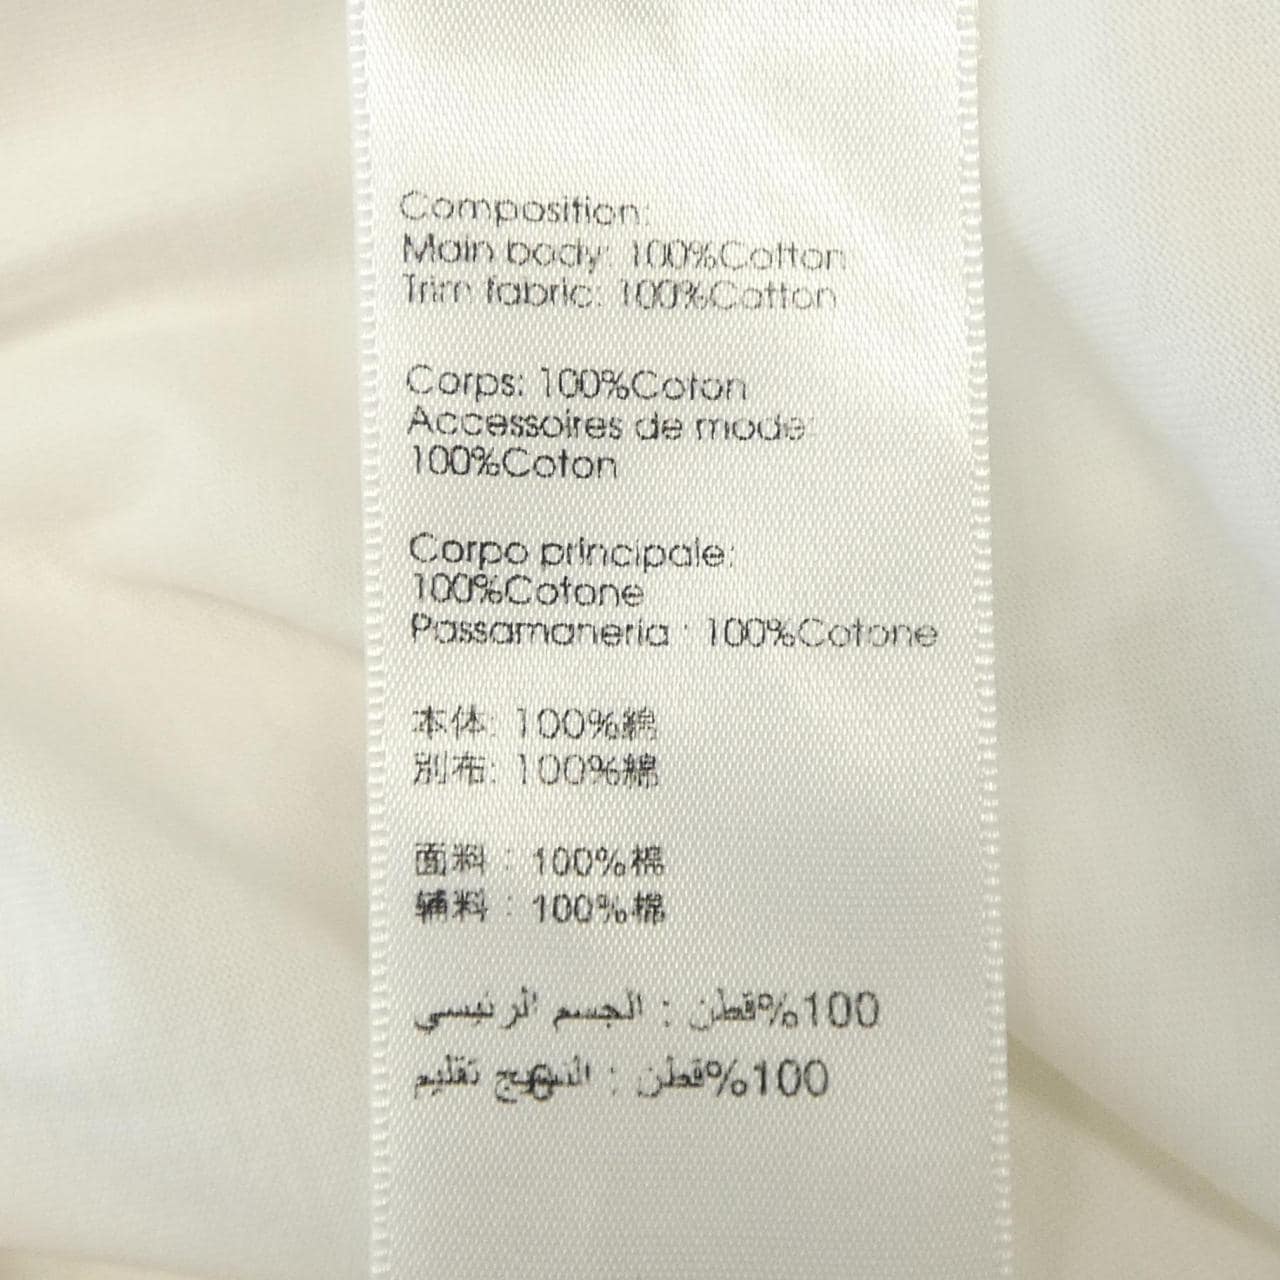 Composition:
Main body: 100%Cotton
Trim fabric: 100%Cotton
Corps: 100%Coton
Accessoires de mode:
100%Coton
Corpo principale:
100%Cotone
Passamaneria : 100%Cotone
本体: 100%綿
別布: 100%綿
面料 : 100%棉
辅料 : 100%棉
100%قطن : الجسم الرئيسي
100%قطن : النسيج تقليم